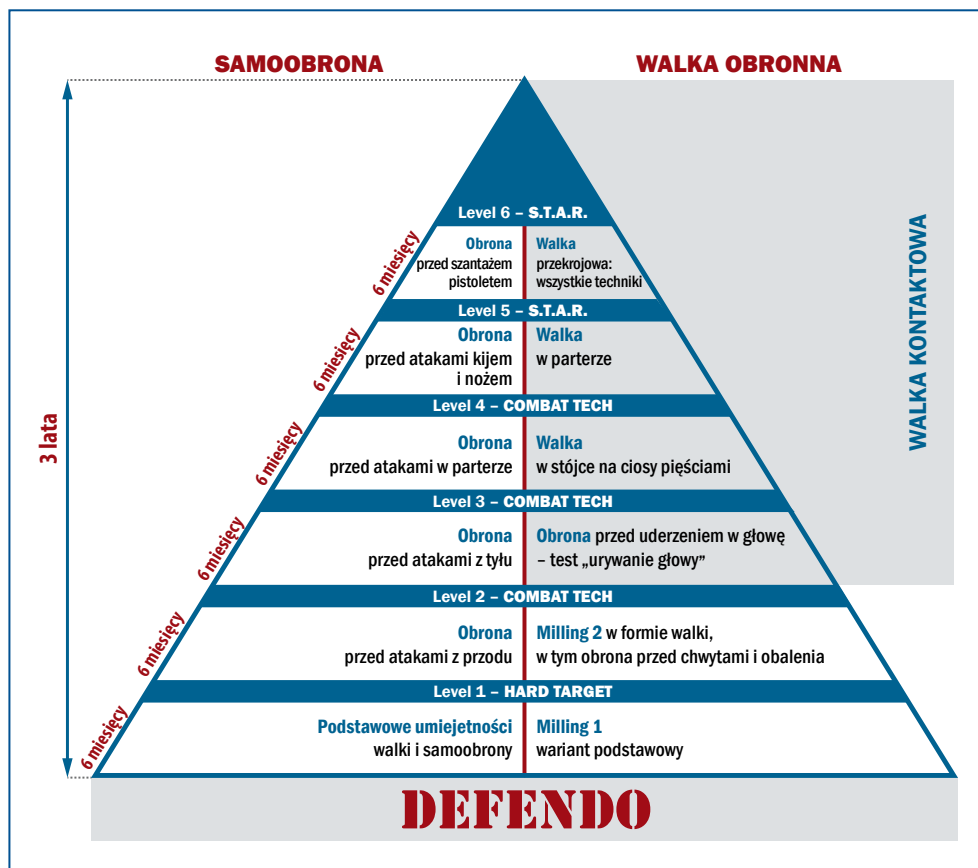 SAMOOBRONA
WALKA OBRONNA
3 lata
WALKA KONTAKTOWA
Level 6 – S.T.A.R.
6 miesięcy
Obrona
przed szantażem
pistoletem
Walka
przekrojowa:
wszystkie techniki
Level 5 – S.T.A.R.
6 miesięcy
Obrona
przed atakami kijem
i nożem
Walka
w parterze
Level 4 – COMBAT TECH
6 miesięcy
Obrona
przed atakami w parterze
Walka
w stójce na ciosy pięściami
Level 3 – COMBAT TECH
6 miesięcy
Obrona
przed atakami z tyłu
Obrona przed uderzeniem w głowę
– test „urywanie głowy”
Level 2 – COMBAT TECH
6 miesięcy
Obrona
przed atakami z przodu
Milling 2 w formie walki,
w tym obrona przed chwytami i obalenia
Level 1 – HARD TARGET
6 miesięcy
Podstawowe umiejetności
walki i samoobrony
Milling 1
wariant podstawowy
DEFENDO